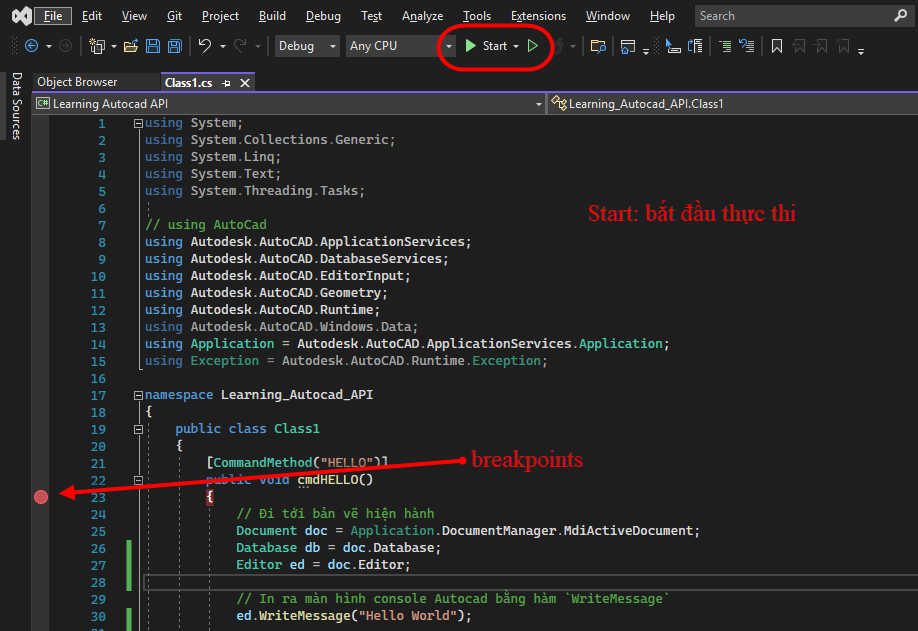 File Edit View Git Project Build Debug Test Analyze Tools Extensions Window Help Search
Debug Any CPU Start
Data Sources
Object Browser Class1.cs
C# Learning Autocad API Learning_Autocad_API.Class1
1 using System;
2 using System.Collections.Generic;
3 using System.Linq;
4 using System.Text;
5 using System.Threading.Tasks;
6
Start: bắt đầu thực thi
7 // using AutoCad
8 using Autodesk.AutoCAD.ApplicationServices;
9 using Autodesk.AutoCAD.DatabaseServices;
10 using Autodesk.AutoCAD.EditorInput;
11 using Autodesk.AutoCAD.Geometry;
12 using Autodesk.AutoCAD.Runtime;
13 using Autodesk.AutoCAD.Windows.Data;
14 using Application = Autodesk.AutoCAD.ApplicationServices.Application;
15 using Exception = Autodesk.AutoCAD.Runtime.Exception;
16
17 namespace Learning_Autocad_API
18 {
19 public class Class1
20 {
21 [CommandMethod("HELLO")]
breakpoints
22 public void cmdHELLO()
23 {
24 // Đi tới bản vẽ hiện hành
25 Document doc = Application.DocumentManager.MdiActiveDocument;
26 Database db = doc.Database;
27 Editor ed = doc.Editor;
28
29 // In ra màn hình console Autocad bằng hàm `WriteMessage`
30 ed.WriteMessage("Hello World");